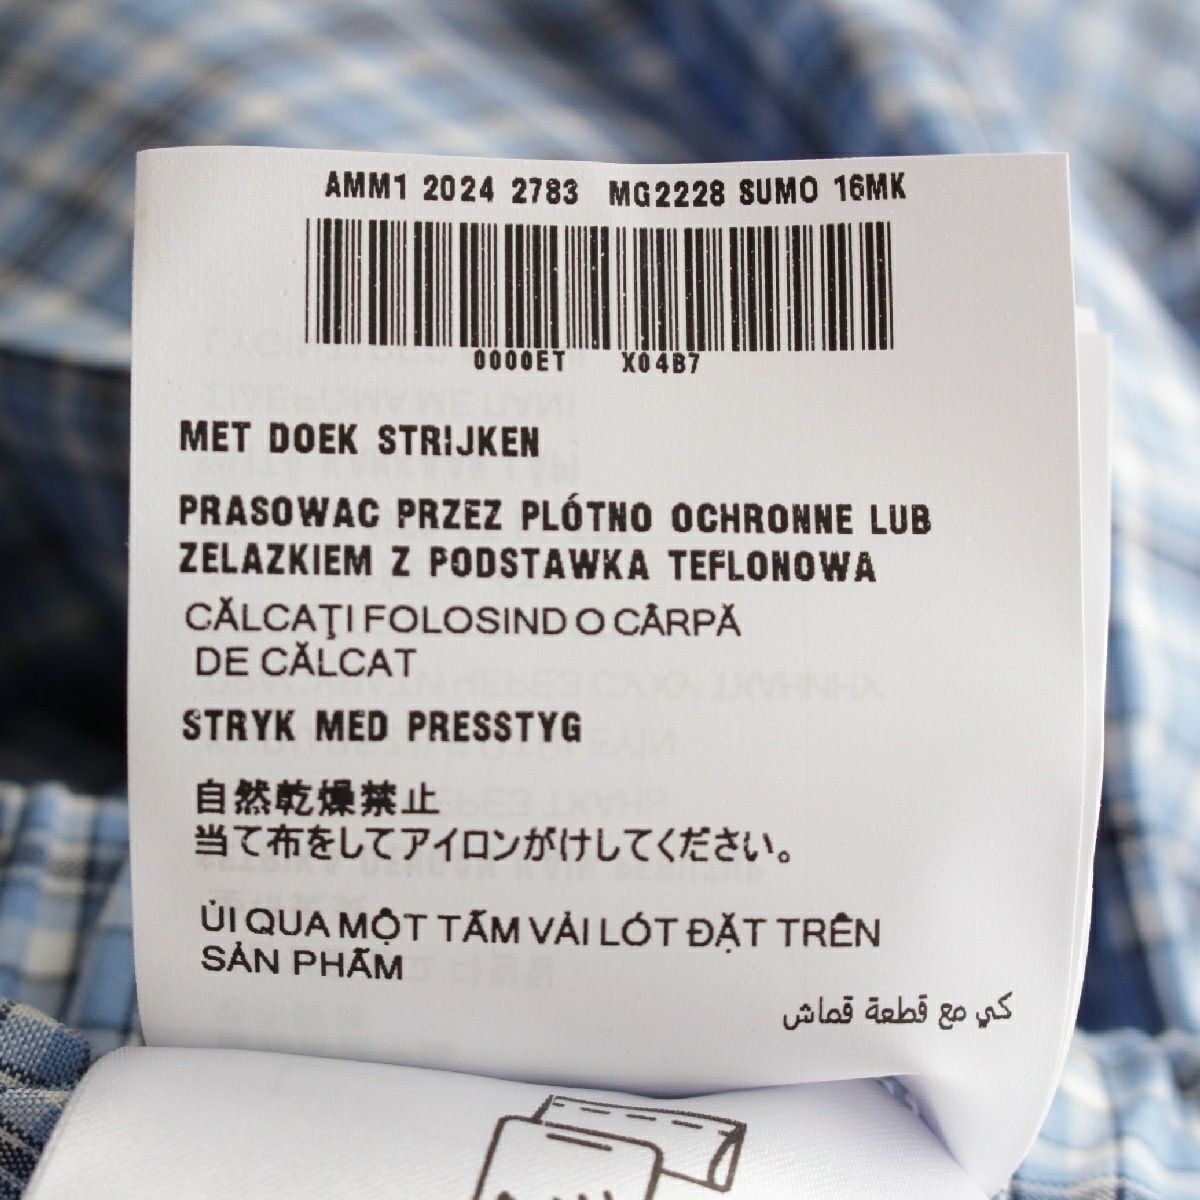 AMM1 2024 2783 MG2228 SUMO 16MK
0000ET X04B7
MET DOEK STRIJKEN
PRASOWAC PRZEZ PLÓTNO OCHRONNE LUB
ZELAZKIEM Z PODSTAWKA TEFLONOWA
CĂLCAŢI FOLOSIND O CÂRPĂ
DE CĂLCAT
STRYK MED PRESSTYG
自然乾燥禁止
当て布をしてアイロンがけしてください。
ỦI QUA MỘT TẤM VẢI LÓT ĐẶT TRÊN
SẢN PHẨM
كي مع قطعة قماش